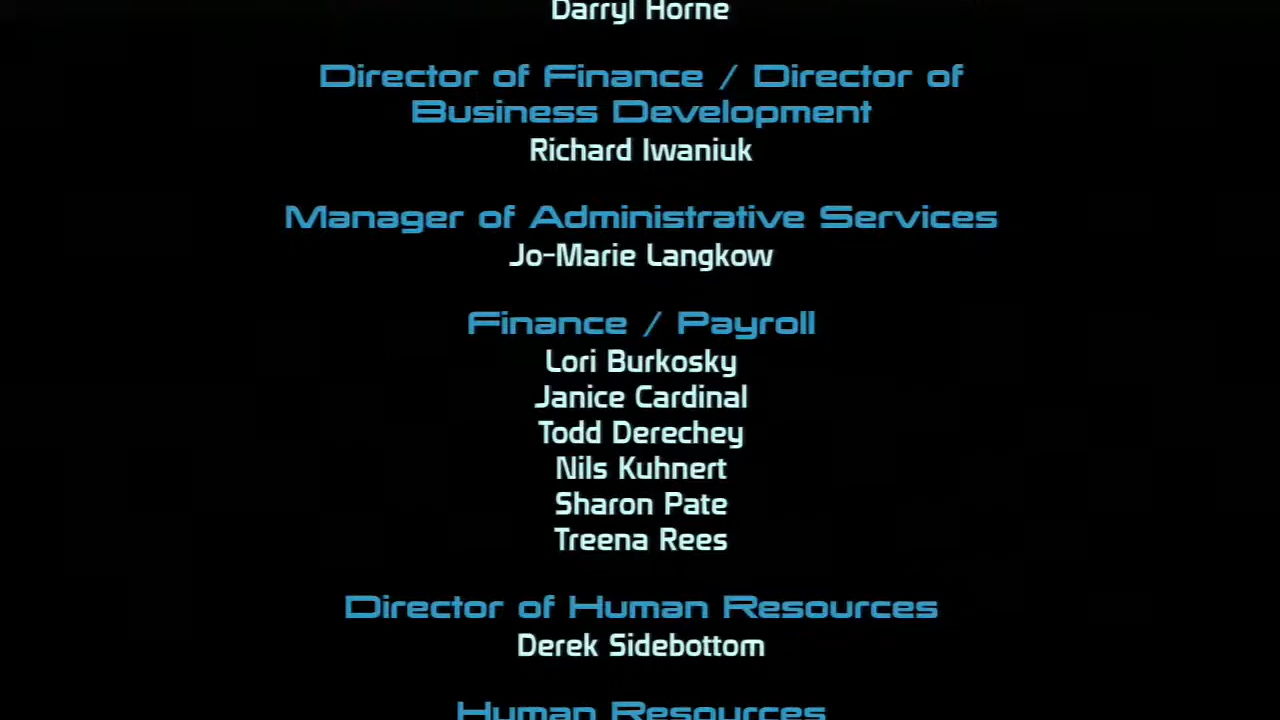 Darryl Horne
Director of Finance / Director of
Business Development
Richard Iwaniuk
Manager of Administrative Services
Jo-Marie Langkow
Finance / Payroll
Lori Burkosky
Janice Cardinal
Todd Derechey
Nils Kuhnert
Sharon Pate
Treena Rees
Director of Human Resources
Derek Sidebottom
Human Resources